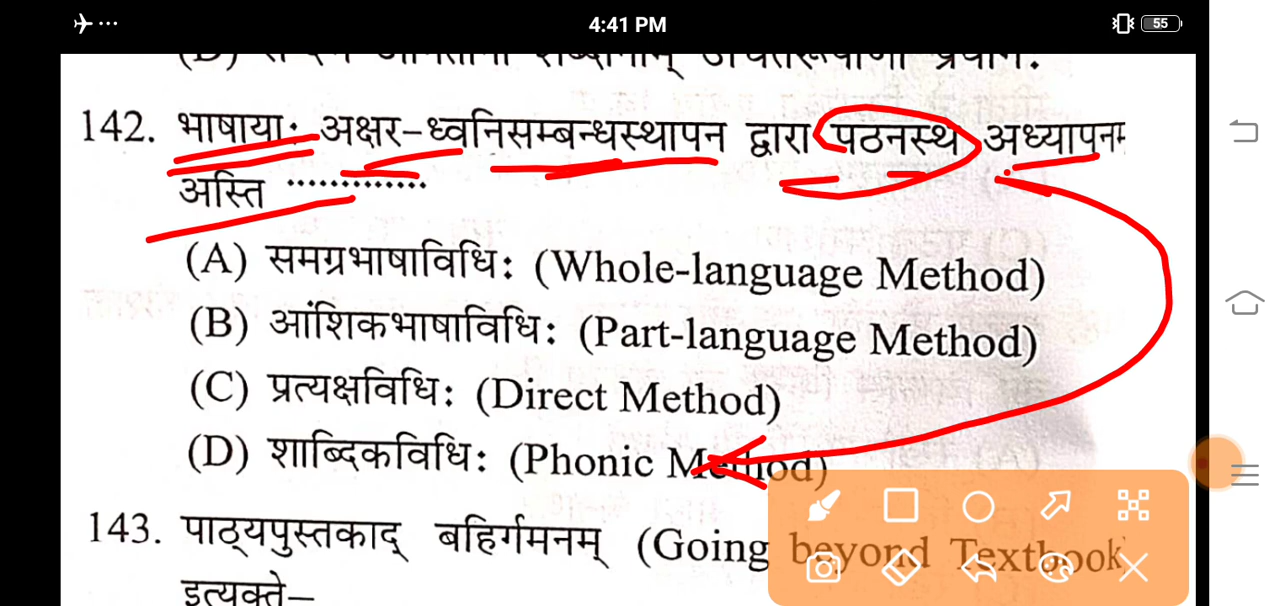 4:41 PM
55
142. भाषायाः अक्षर-ध्वनिसम्बन्धस्थापन द्वारा पठनस्थ अध्यापनम
अस्ति .............
(A) समग्रभाषाविधिः (Whole-language Method)
(B) आंशिकभाषाविधिः (Part-language Method)
(C) प्रत्यक्षविधिः (Direct Method)
(D) शाब्दिकविधिः (Phonic Method)
143. पाठ्यपुस्तकाद् बहिर्गमनम् (Going beyond Textbook)
इत्युक्ते–